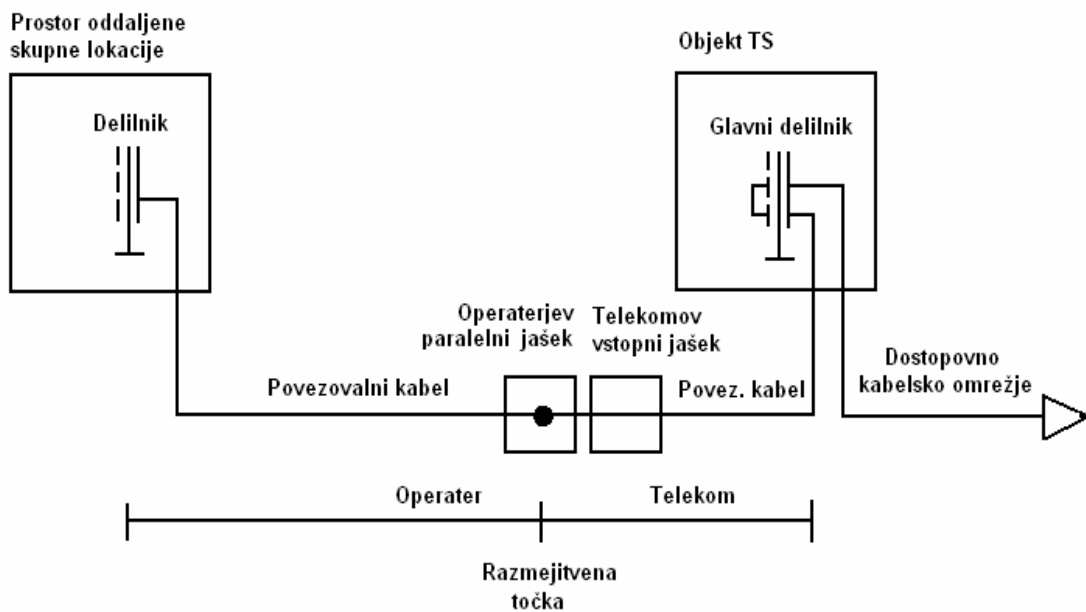 Prostor oddaljene
skupne lokacije
Objekt TS
Delilnik
Glavni delilnik
Operaterjev
paralelni jašek
Telekomov
vstopni jašek
Povezovalni kabel
Povez. kabel
Dostopovno
kabelsko omrežje
Operater
Telekom
Razmejitvena
točka